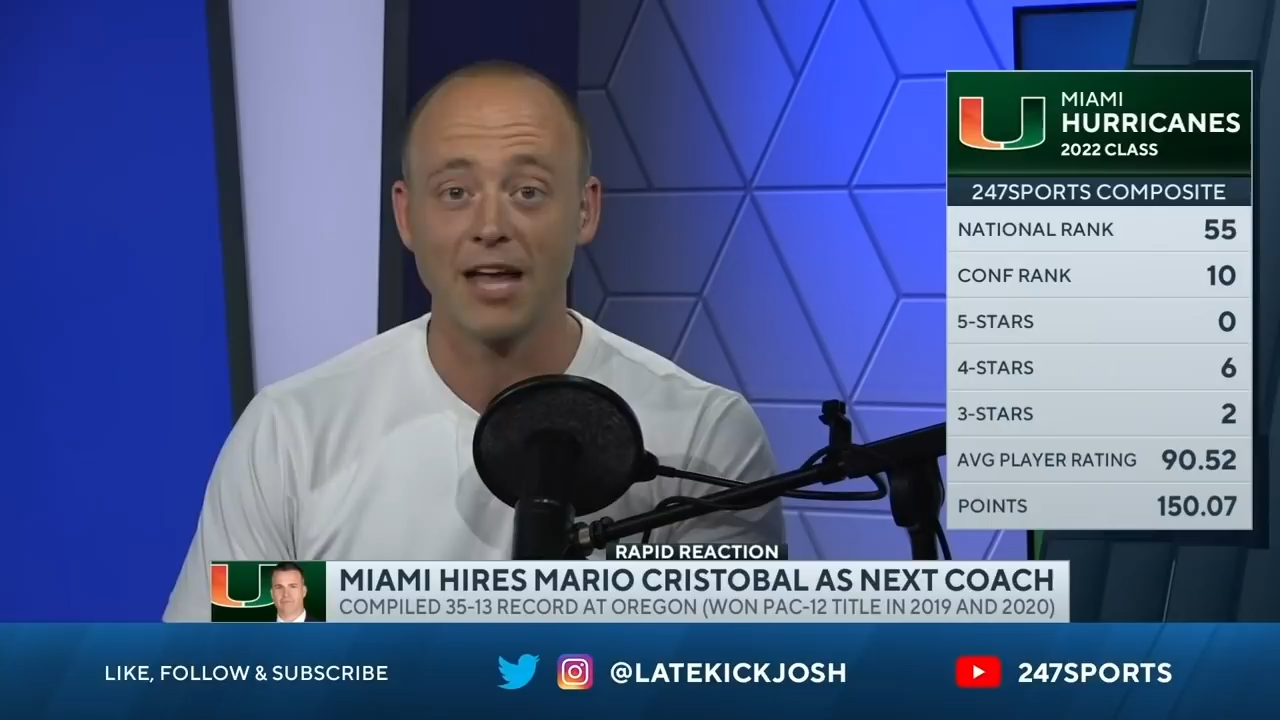 MIAMI
HURRICANES
2022 CLASS
247SPORTS COMPOSITE
NATIONAL RANK 55
CONF RANK 10
5-STARS 0
4-STARS 6
3-STARS 2
AVG PLAYER RATING 90.52
POINTS 150.07
RAPID REACTION
MIAMI HIRES MARIO CRISTOBAL AS NEXT COACH
COMPILED 35-13 RECORD AT OREGON (WON PAC-12 TITLE IN 2019 AND 2020)
LIKE, FOLLOW & SUBSCRIBE @LATEKICKJOSH 247SPORTS